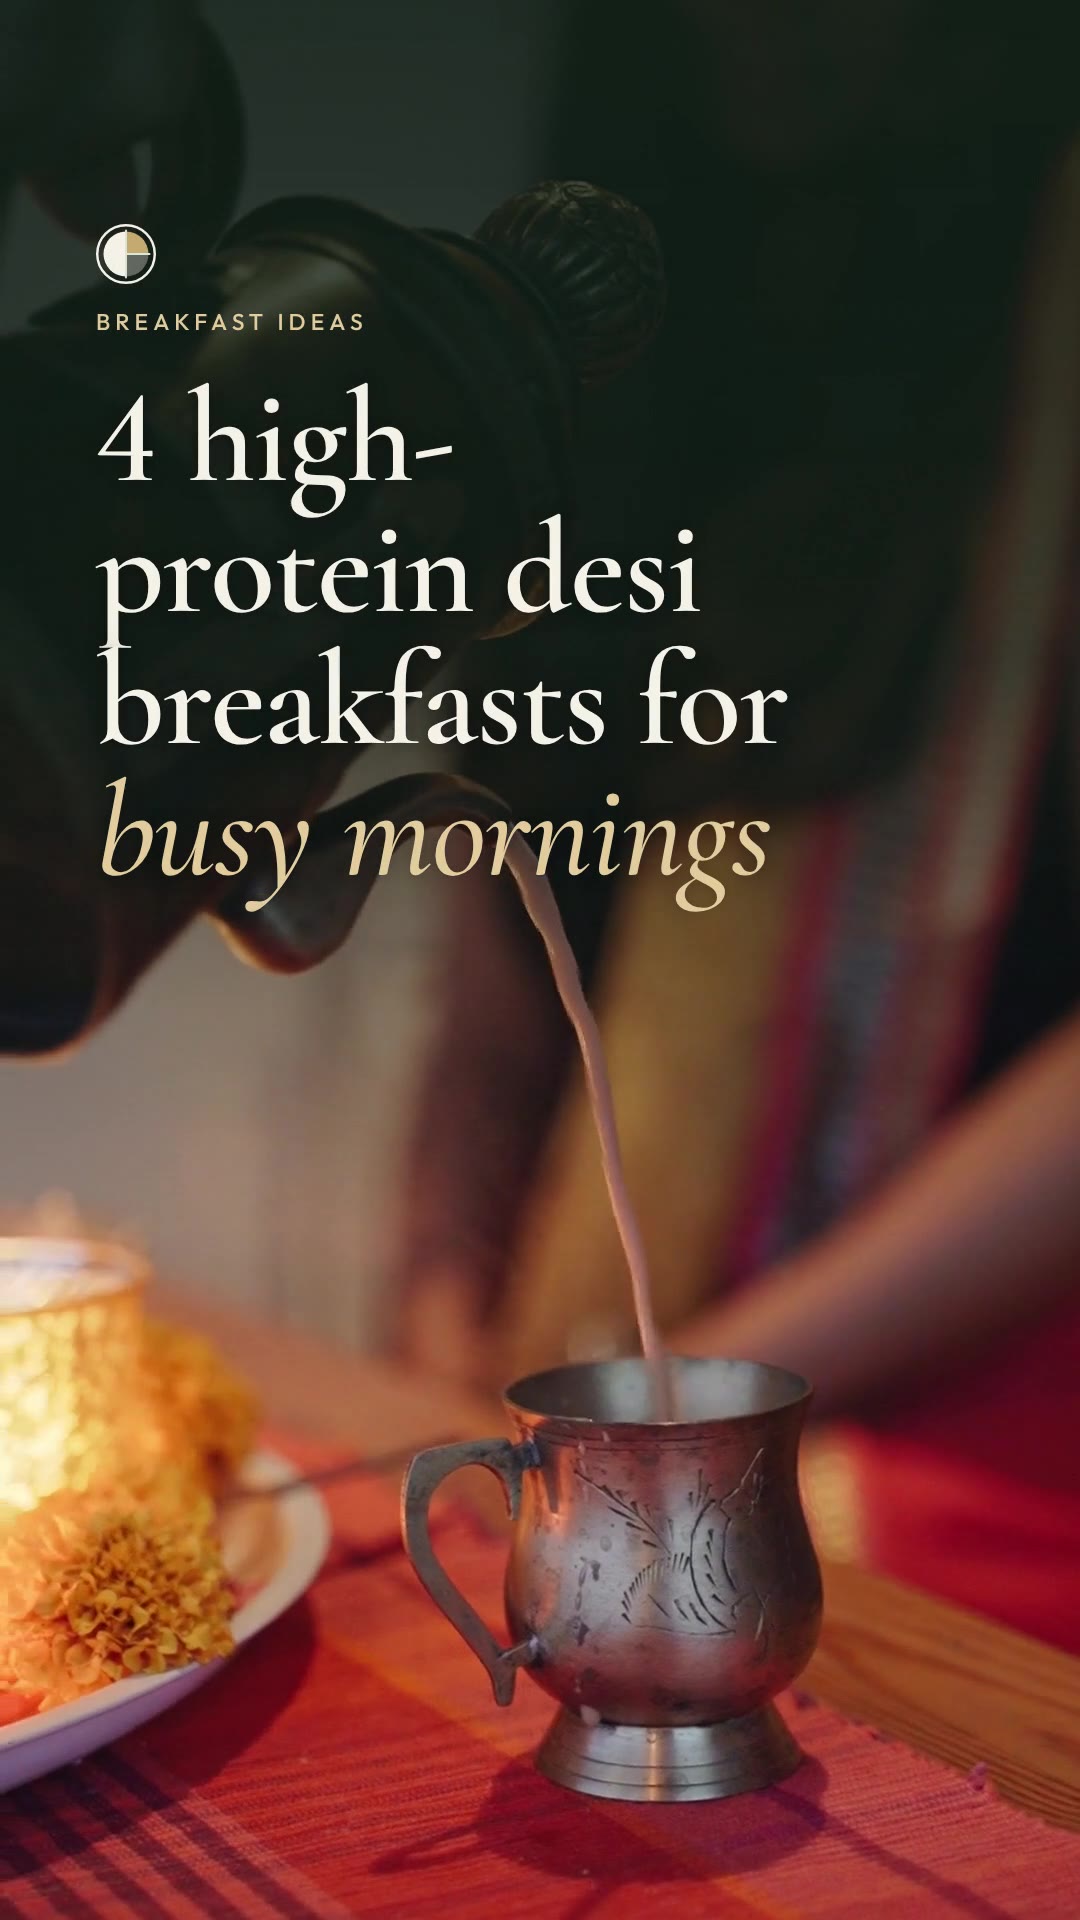 BREAKFAST IDEAS
4 high-
protein desi
breakfasts for
busy mornings